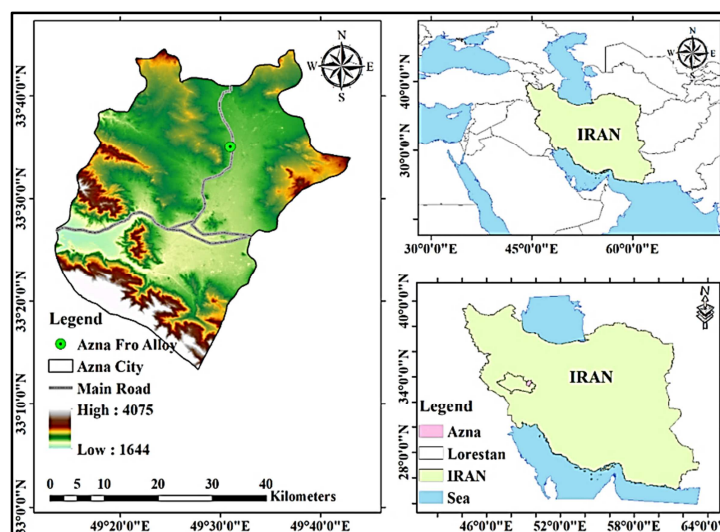 N
W E
S
33°40'0"N
33°30'0"N
33°20'0"N
33°10'0"N
33°0'0"N
Legend
Azna Fro Alloy
Azna City
Main Road
High : 4075
Low : 1644
0 5 10 20 30 40
Kilometers
49°20'0"E 49°30'0"E 49°40'0"E
N
W E
S
40°0'0"N
30°0'0"N
IRAN
30°0'0"E 45°0'0"E 60°0'0"E
N
40°0'0"N
34°0'0"N
28°0'0"N
IRAN
Legend
Azna
Lorestan
IRAN
Sea
46°0'0"E 52°0'0"E 58°0'0"E 64°0'0"E